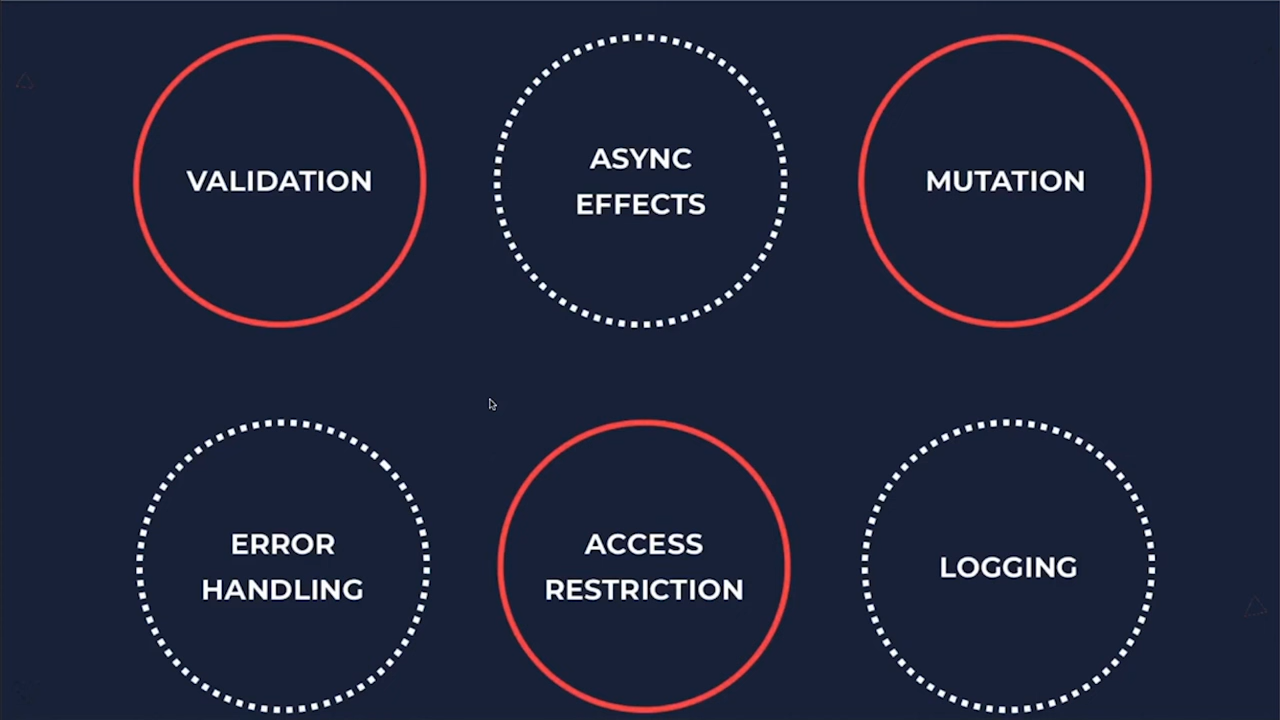 VALIDATION
ASYNC
EFFECTS
MUTATION
ERROR
HANDLING
ACCESS
RESTRICTION
LOGGING